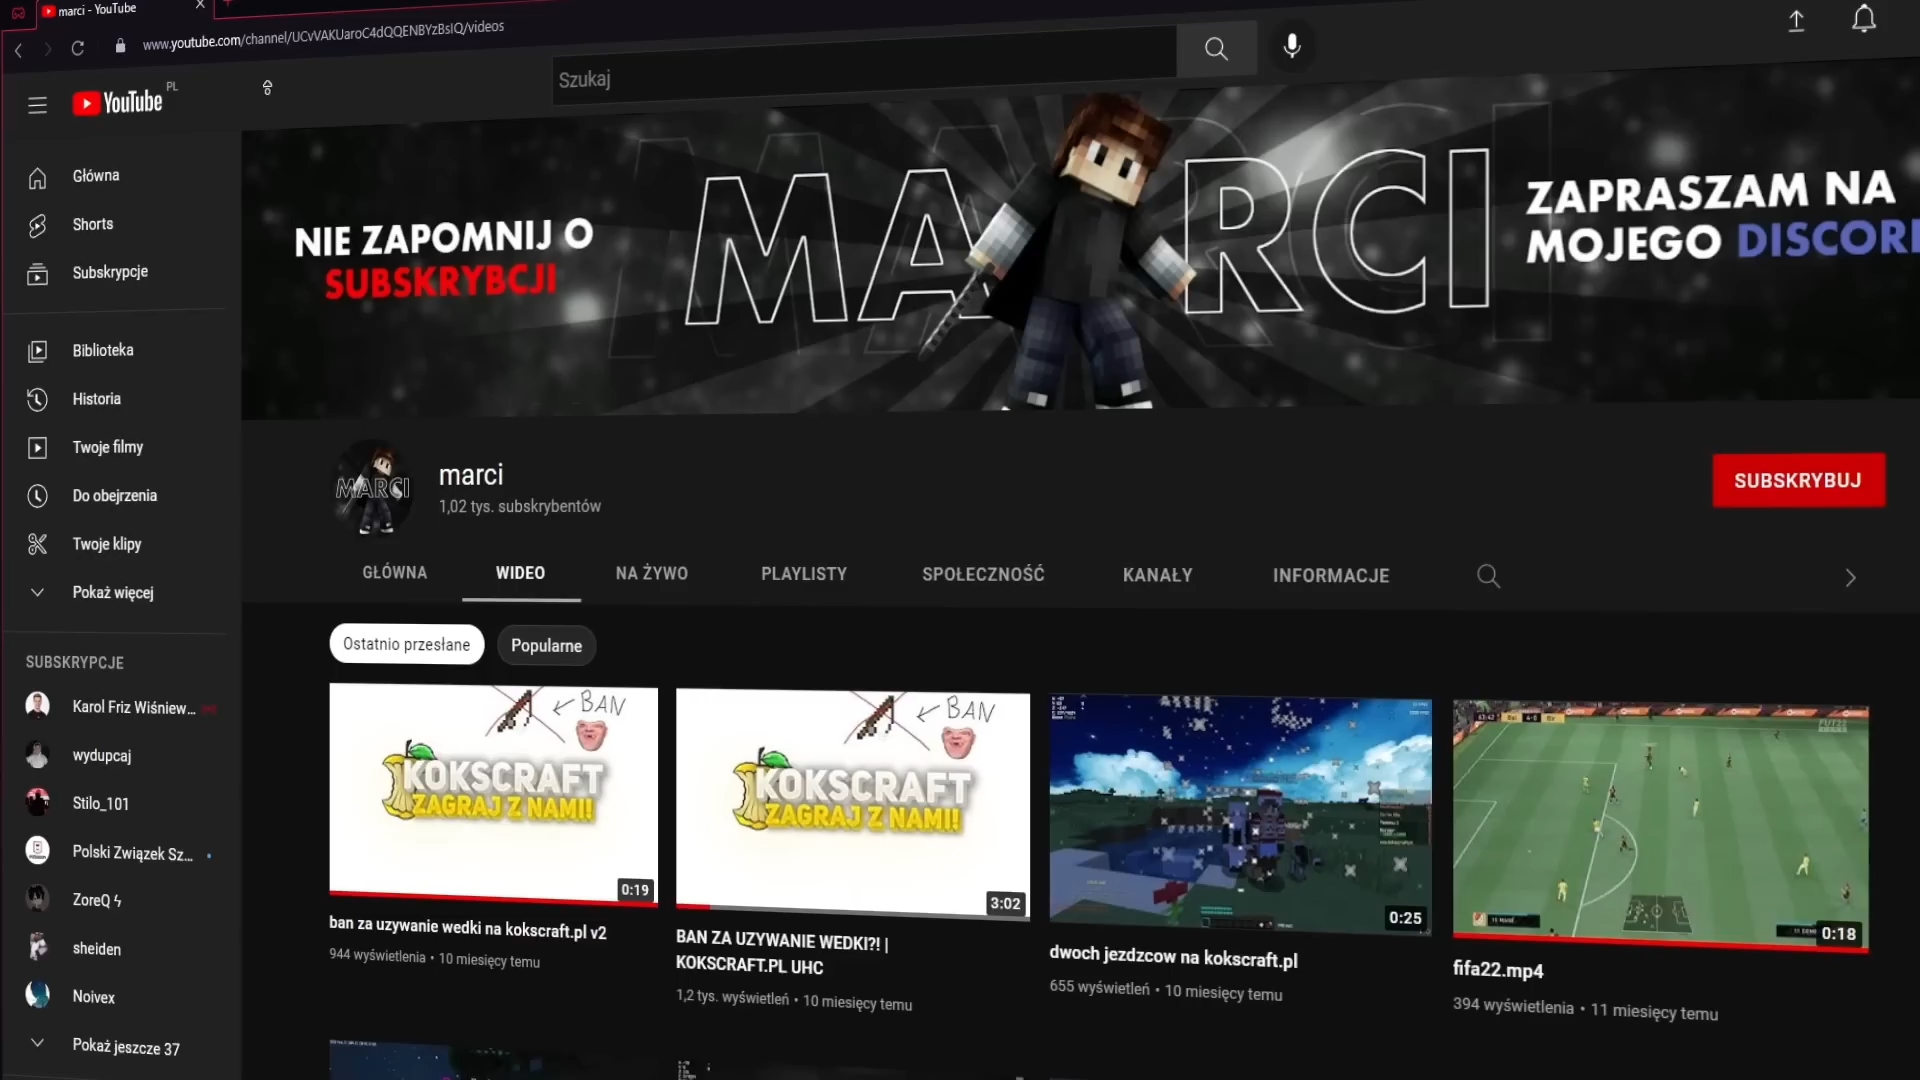 marci - YouTube
www.youtube.com/channel/UCvVAKUaroC4dQQENBYzBsIQ/videos
YouTube PL
Szukaj
Główna
Shorts
Subskrypcje
Biblioteka
Historia
Twoje filmy
Do obejrzenia
Twoje klipy
Pokaż więcej
SUBSKRYPCJE
Karol Friz Wiśniew...
wydupcaj
Stilo_101
Polski Związek Sz...
ZoreQ ϟ
sheiden
Noivex
Pokaż jeszcze 37
NIE ZAPOMNIJ O
SUBSKRYBCJI
MARCI
ZAPRASZAM NA
MOJEGO DISCORD
MARCI
marci
1,02 tys. subskrybentów
SUBSKRYBUJ
GŁÓWNA WIDEO NA ŻYWO PLAYLISTY SPOŁECZNOŚĆ KANAŁY INFORMACJE
Ostatnio przesłane Popularne
BAN
KOKSCRAFT
ZAGRAJ Z NAMI!
0:19
ban za uzywanie wedki na kokscraft.pl v2
944 wyświetlenia • 10 miesięcy temu
BAN
KOKSCRAFT
ZAGRAJ Z NAMI!
3:02
BAN ZA UZYWANIE WEDKI?! |
KOKSCRAFT.PL UHC
1,2 tys. wyświetleń • 10 miesięcy temu
0:25
dwoch jezdzcow na kokscraft.pl
655 wyświetleń • 10 miesięcy temu
0:18
fifa22.mp4
394 wyświetlenia • 11 miesięcy temu